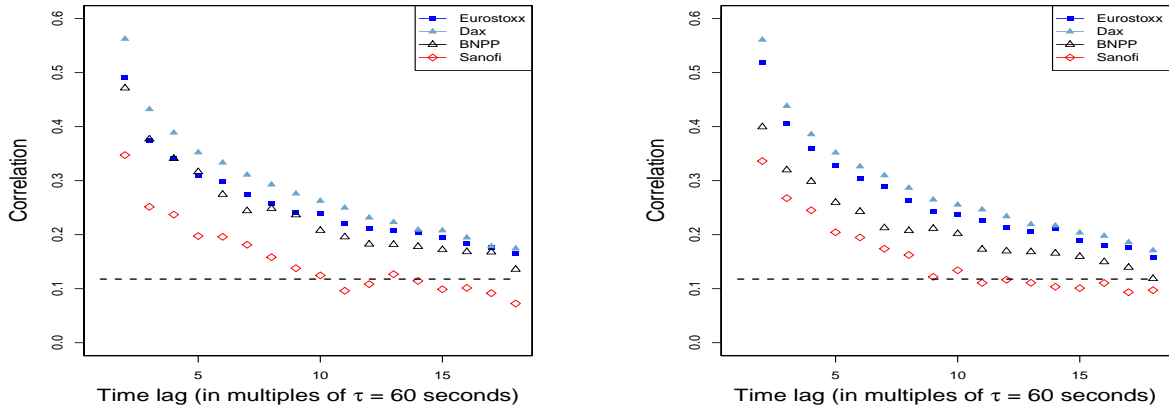 Eurostoxx
Dax
BNPP
Sanofi
0.0 0.1 0.2 0.3 0.4 0.5 0.6
Correlation
5 10 15
Time lag (in multiples of τ = 60 seconds)
Eurostoxx
Dax
BNPP
Sanofi
0.0 0.1 0.2 0.3 0.4 0.5 0.6
Correlation
5 10 15
Time lag (in multiples of τ = 60 seconds)